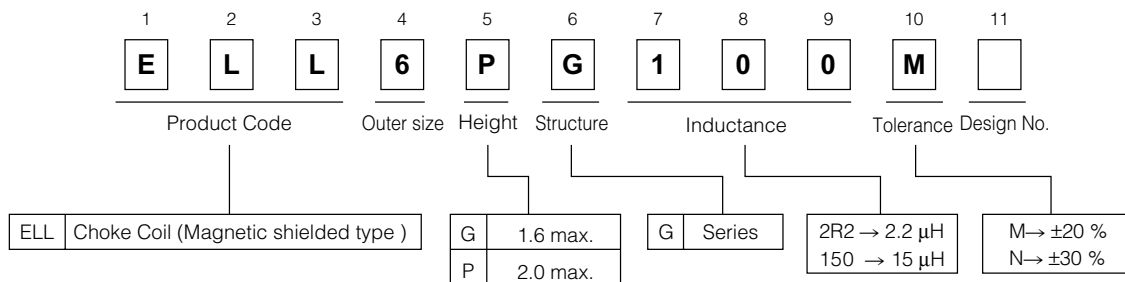 1 2 3 4 5 6 7 8 9 10 11
E L L 6 P G 1 0 0 M
Product Code Outer size Height Structure Inductance Tolerance Design No.
ELL Choke Coil (Magnetic shielded type )
G 1.6 max.
P 2.0 max.
G Series
2R2 → 2.2 µH
150 → 15 µH
M→ ±20 %
N→ ±30 %